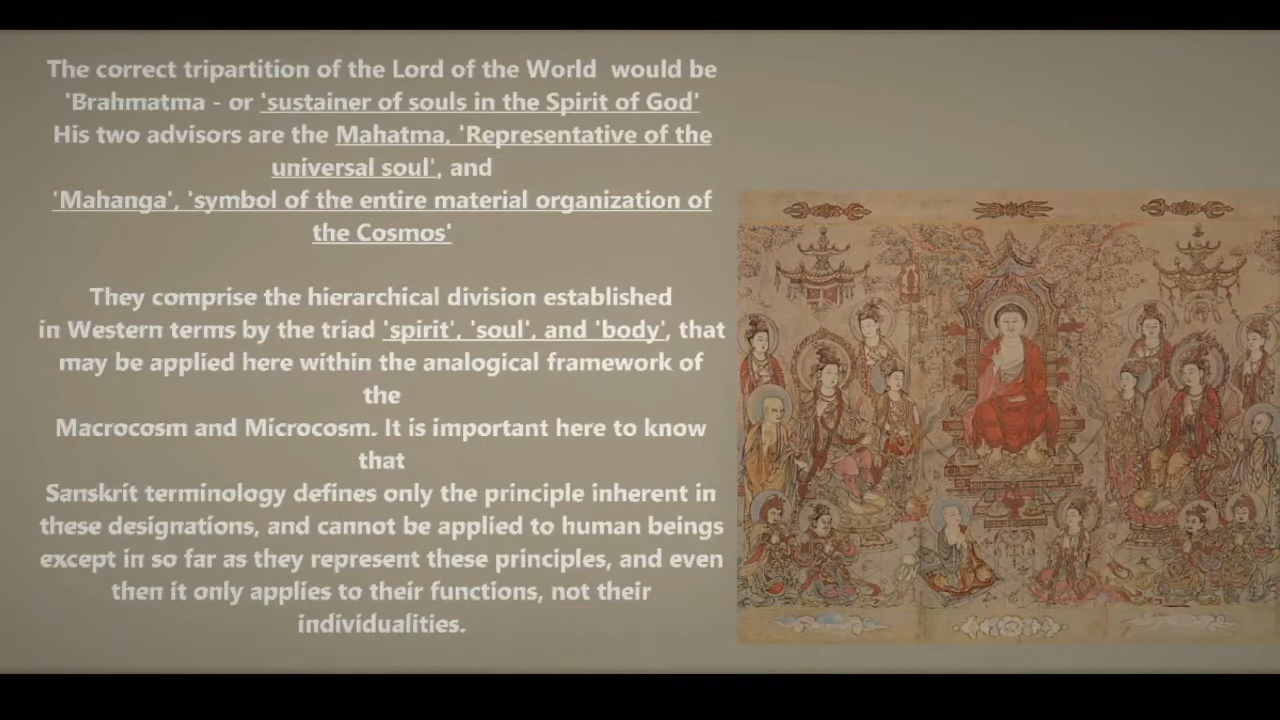 The correct tripartition of the Lord of the World  would be
'Brahmatma - or 'sustainer of souls in the Spirit of God'
His two advisors are the Mahatma, 'Representative of the
universal soul', and
'Mahanga', 'symbol of the entire material organization of
the Cosmos'
They comprise the hierarchical division established
in Western terms by the triad 'spirit', 'soul', and 'body', that
may be applied here within the analogical framework of
the
Macrocosm and Microcosm. It is important here to know
that
Sanskrit terminology defines only the principle inherent in
these designations, and cannot be applied to human beings
except in so far as they represent these principles, and even
then it only applies to their functions, not their
individualities.